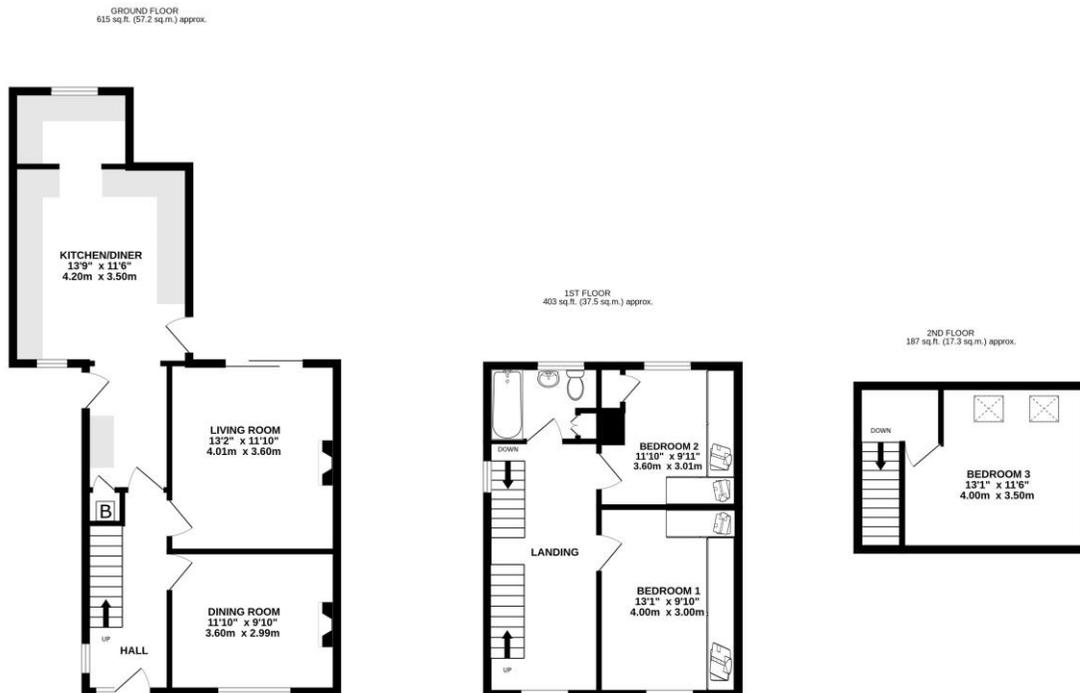 GROUND FLOOR
615 sq.ft. (57.2 sq.m.) approx.
KITCHEN/DINER
13'9" x 11'6"
4.20m x 3.50m
LIVING ROOM
13'2" x 11'10"
4.01m x 3.60m
B
DINING ROOM
11'10" x 9'10"
3.60m x 2.99m
UP
HALL
1ST FLOOR
403 sq.ft. (37.5 sq.m.) approx.
DOWN
BEDROOM 2
11'10" x 9'11"
3.60m x 3.01m
LANDING
BEDROOM 1
13'1" x 9'10"
4.00m x 3.00m
UP
2ND FLOOR
187 sq.ft. (17.3 sq.m.) approx.
DOWN
BEDROOM 3
13'1" x 11'6"
4.00m x 3.50m